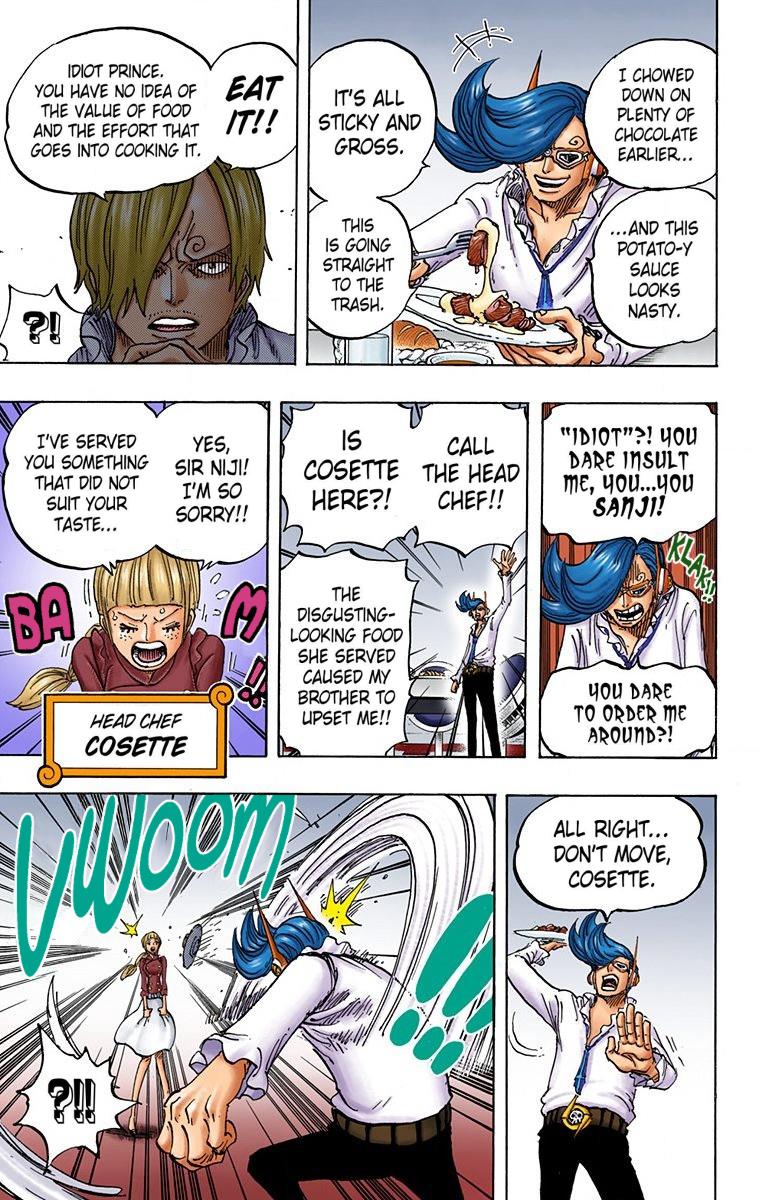 I CHOWED
DOWN ON
PLENTY OF
CHOCOLATE
EARLIER...
...AND THIS
POTATO-Y
SAUCE
LOOKS
NASTY.
IT'S ALL
STICKY AND
GROSS.
THIS
IS GOING
STRAIGHT
TO THE
TRASH.
EAT
IT!!
IDIOT PRINCE.
YOU HAVE NO IDEA OF
THE VALUE OF FOOD
AND THE EFFORT THAT
GOES INTO COOKING IT.
?!
"IDIOT"?! YOU
DARE INSULT
ME, YOU...YOU
SANJI!
KLAK!!
YOU DARE
TO ORDER ME
AROUND?!
CALL
THE HEAD
CHEF!!
IS
COSETTE
HERE?!
THE
DISGUSTING-
LOOKING FOOD
SHE SERVED
CAUSED MY
BROTHER TO
UPSET ME!!
YES,
SIR NIJI!
I'M SO
SORRY!!
I'VE SERVED
YOU SOMETHING
THAT DID NOT
SUIT YOUR
TASTE...
BAM!!
HEAD CHEF
COSETTE
ALL RIGHT...
DON'T MOVE,
COSETTE.
VWOOM!!!
?!!